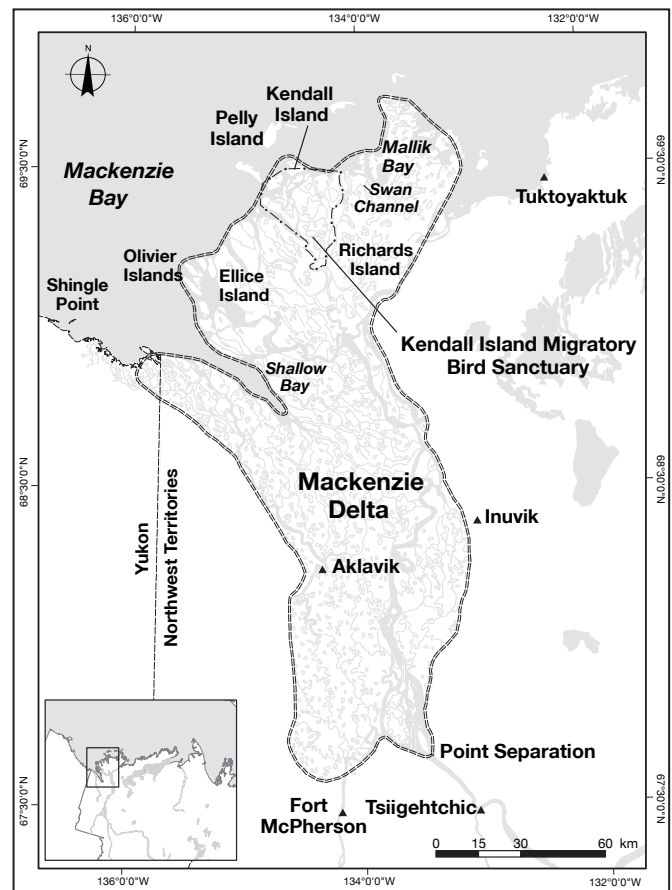 136°0'0"W
134°0'0"W
132°0'0"W
N
Kendall
Island
Pelly
Island
Mallik
Bay
69°30'0"N
69°30'0"N
Mackenzie
Bay
Swan
Channel
Tuktoyaktuk
Olivier
Islands
Richards
Island
Ellice
Island
Shingle
Point
Kendall Island Migratory
Bird Sanctuary
Shallow
Bay
68°30'0"N
68°30'0"N
Mackenzie
Delta
Inuvik
Yukon
Northwest Territories
Aklavik
Point Separation
67°30'0"N
67°30'0"N
Fort
McPherson
Tsiigehtchic
0 15 30 60 km
136°0'0"W
134°0'0"W
132°0'0"W